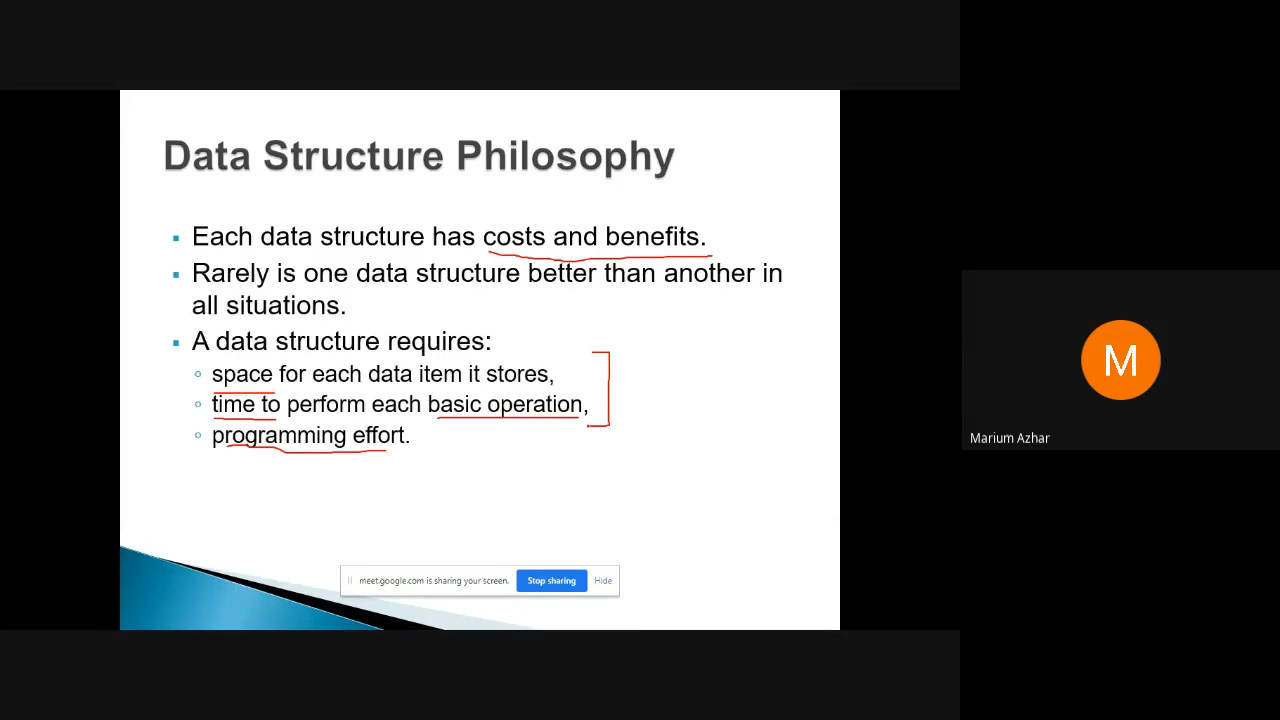 Data Structure Philosophy
Each data structure has costs and benefits.
Rarely is one data structure better than another in
all situations.
A data structure requires:
space for each data item it stores,
time to perform each basic operation,
programming effort.
meet.google.com is sharing your screen. Stop sharing Hide
M
Marium Azhar